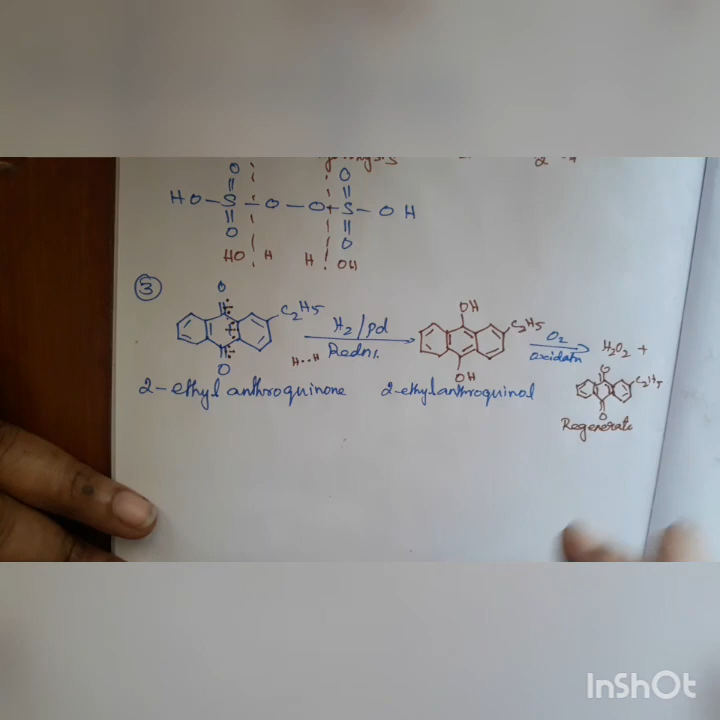 O O
HO-S-O-O-S-OH
O O
HO H H OH
3
O C2H5 H2/pd OH C2H5 O2 H2O2 +
Redn. H··H oxidatn
O OH O C2H5 O
2-ethyl anthroquinone 2-ethylanthroquinol
Regenerate
InShOt